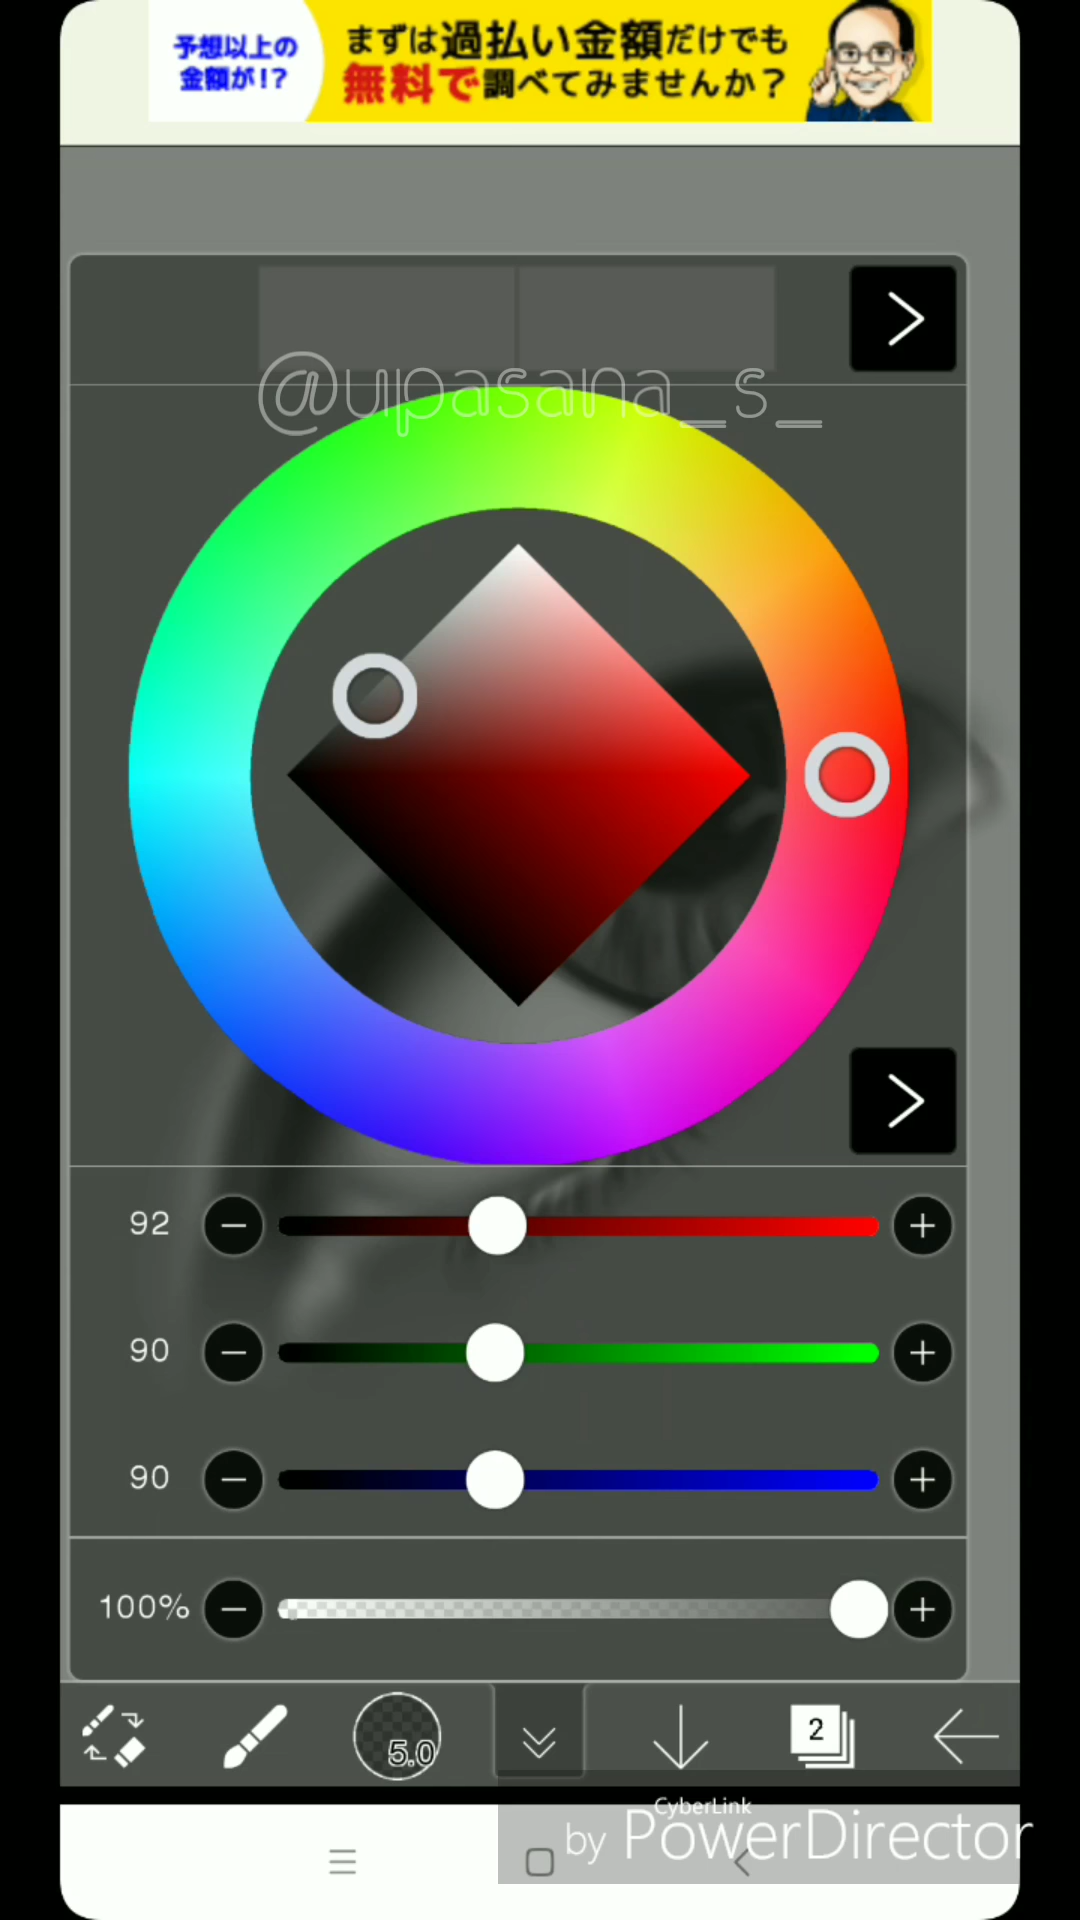 予想以上の
金額が!?
まずは過払い金額だけでも
無料で調べてみませんか？
@upasana_s_
92
90
90
100%
5.0
2
CyberLink
by PowerDirector